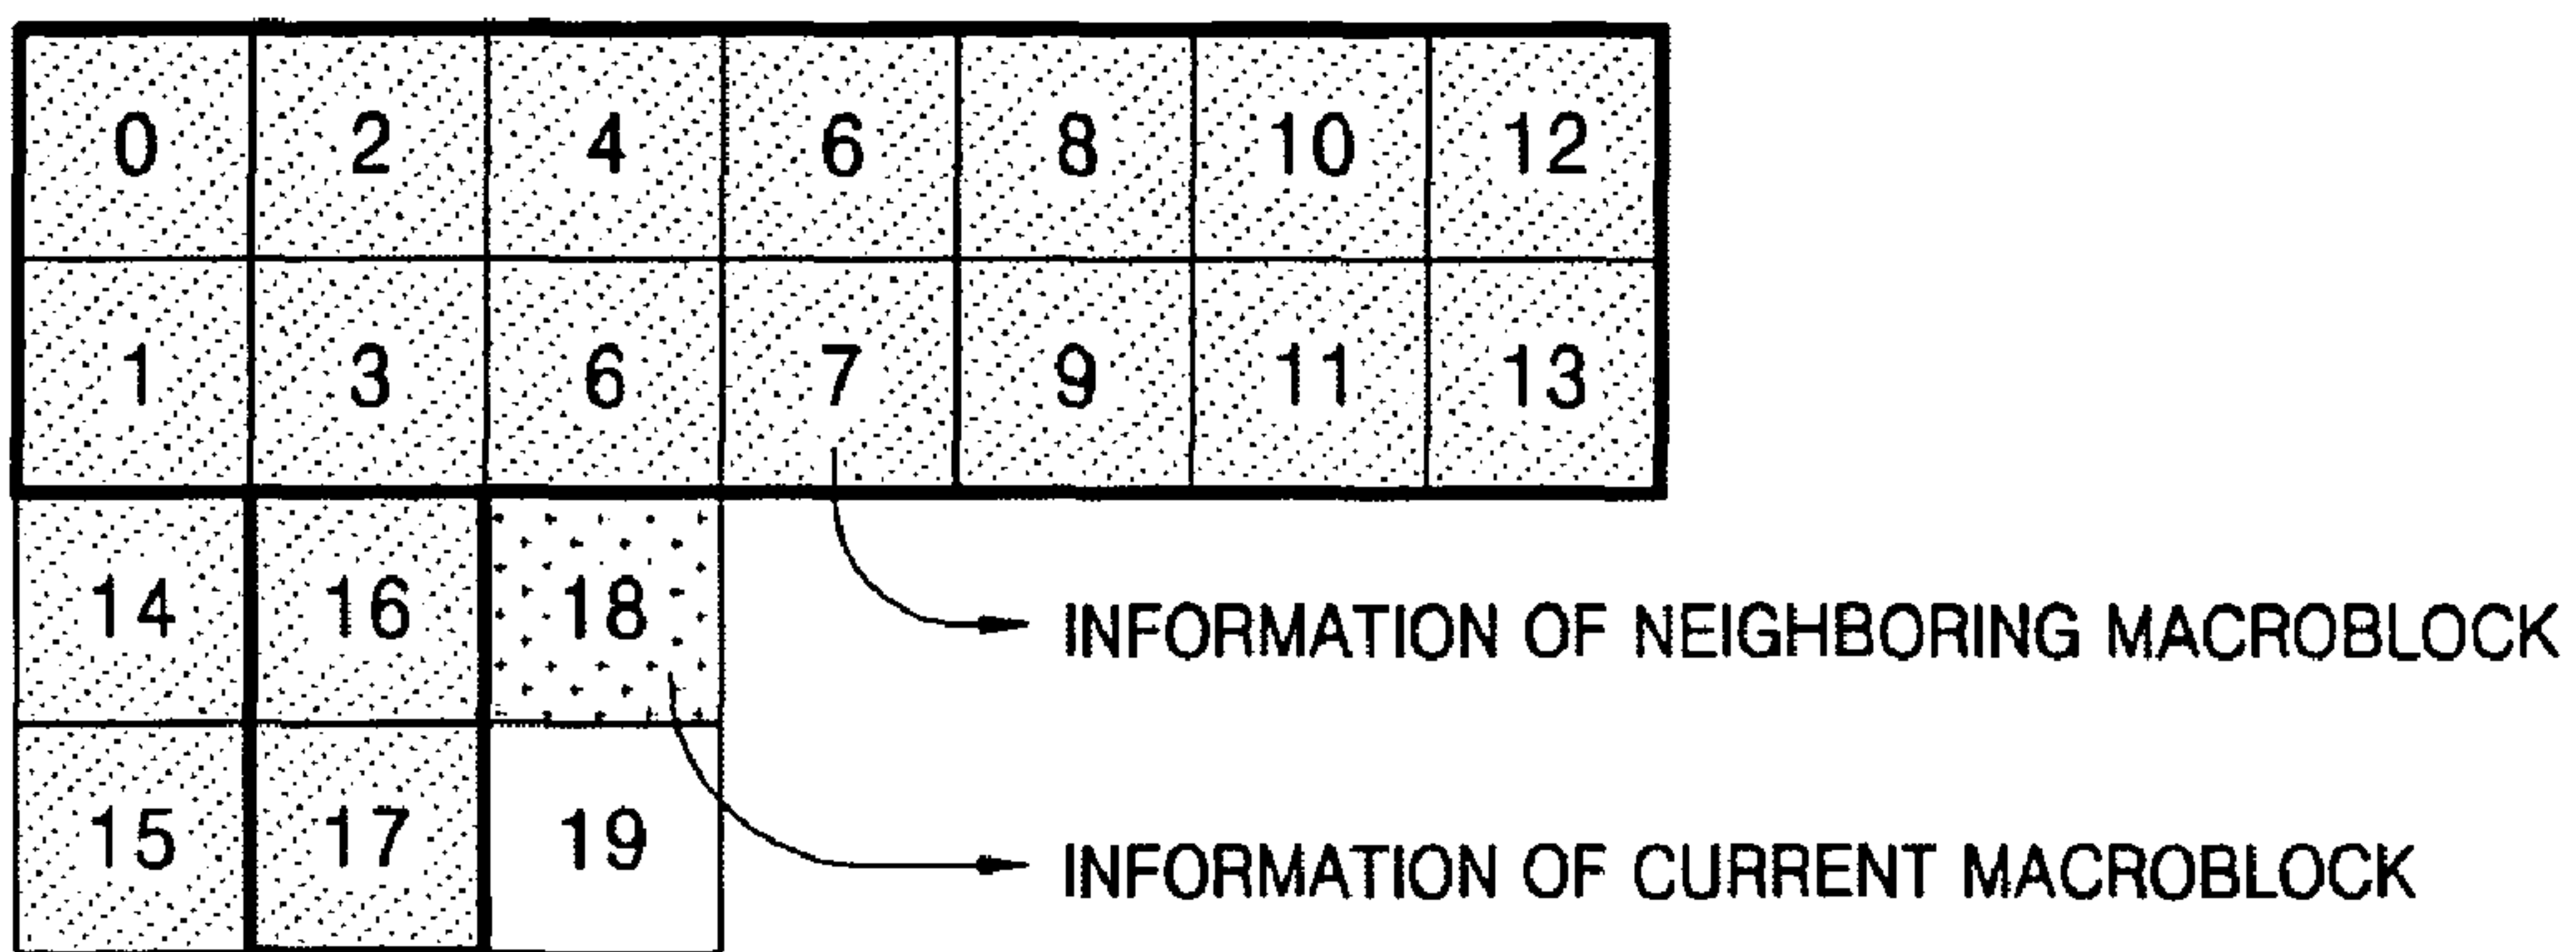 0 2 4 6 8 10 12
1 3 6 7 9 11 13
14 16 18
INFORMATION OF NEIGHBORING MACROBLOCK
15 17 19
INFORMATION OF CURRENT MACROBLOCK